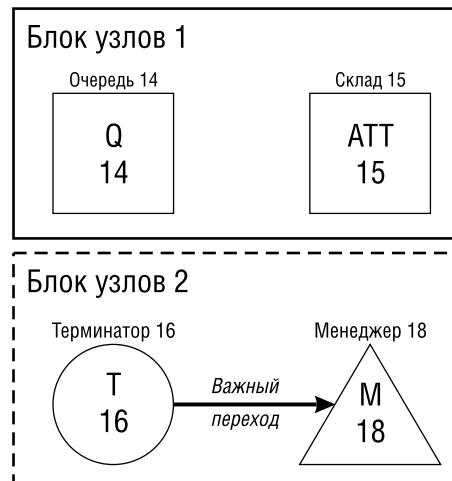 Блок узлов 1
Очередь 14
Склад 15
Q
14
ATT
15
Блок узлов 2
Терминатор 16
Менеджер 18
T
16
Важный
переход
M
18